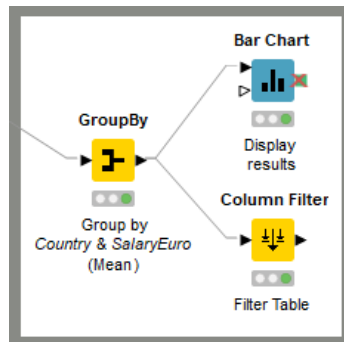 Bar Chart
GroupBy
Display
results
Group by
Country & SalaryEuro
(Mean)
Column Filter
Filter Table